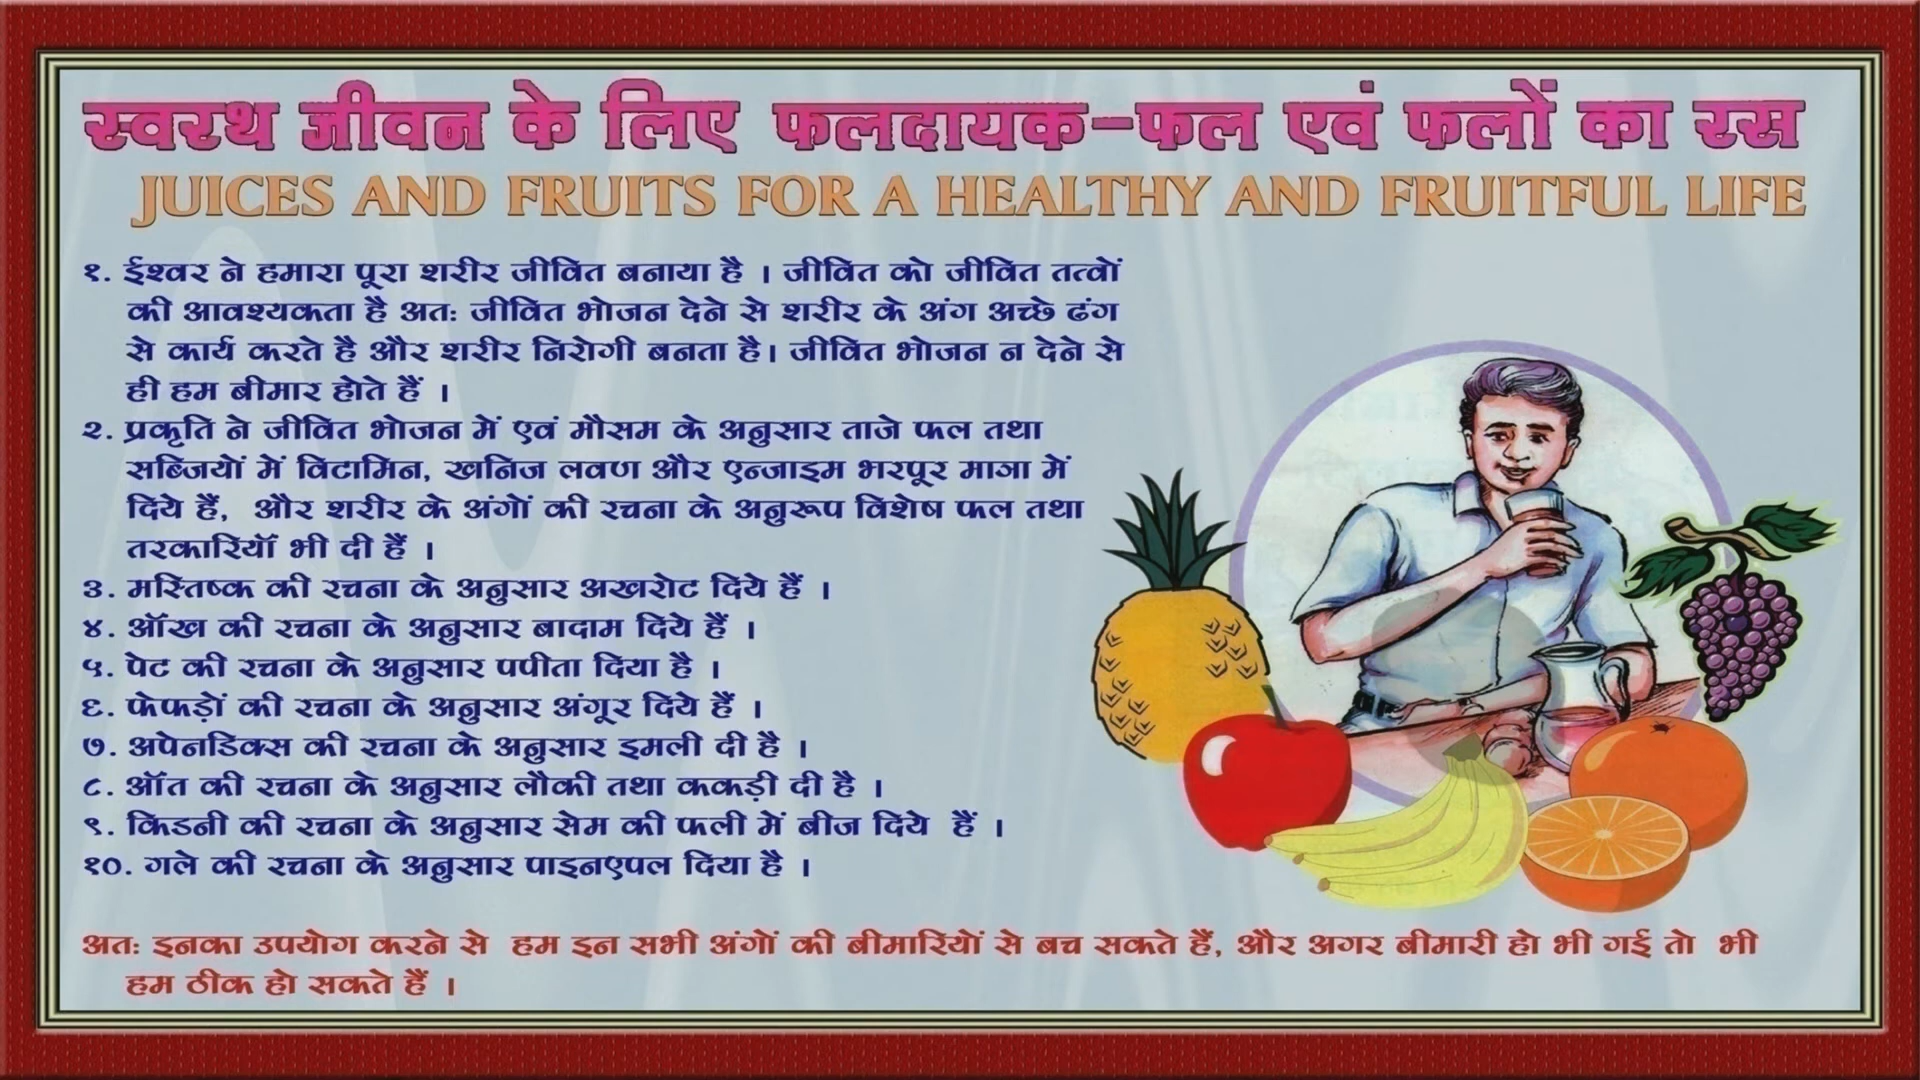 स्वस्थ जीवन के लिए फलदायक-फल एवं फलों का रस
JUICES AND FRUITS FOR A HEALTHY AND FRUITFUL LIFE
१. ईश्वर ने हमारा पूरा शरीर जीवित बनाया है । जीवित को जीवित तत्वों
की आवश्यकता है अतः जीवित भोजन देने से शरीर के अंग अच्छे ढंग
से कार्य करते है और शरीर निरोगी बनता है। जीवित भोजन न देने से
ही हम बीमार होते हैं ।
२. प्रकृति ने जीवित भोजन में एवं मौसम के अनुसार ताजे फल तथा
सब्जियों में विटामिन, खनिज लवण और एन्जाइम भरपूर मात्रा में
दिये हैं, और शरीर के अंगों की रचना के अनुरूप विशेष फल तथा
तरकारियॉ भी दी हैं ।
३. मस्तिष्क की रचना के अनुसार अखरोट दिये हैं ।
४. ऑख की रचना के अनुसार बादाम दिये हैं ।
५. पेट की रचना के अनुसार पपीता दिया है ।
६. फेफड़ों की रचना के अनुसार अंगूर दिये हैं ।
७. अपेनडिक्स की रचना के अनुसार इमली दी है ।
८. ऑत की रचना के अनुसार लौकी तथा ककड़ी दी है ।
९. किडनी की रचना के अनुसार सेम की फली में बीज दिये हैं ।
१०. गले की रचना के अनुसार पाइनएपल दिया है ।
अतः इनका उपयोग करने से हम इन सभी अंगों की बीमारियों से बच सकते हैं, और अगर बीमारी हो भी गई तो भी
हम ठीक हो सकते हैं ।